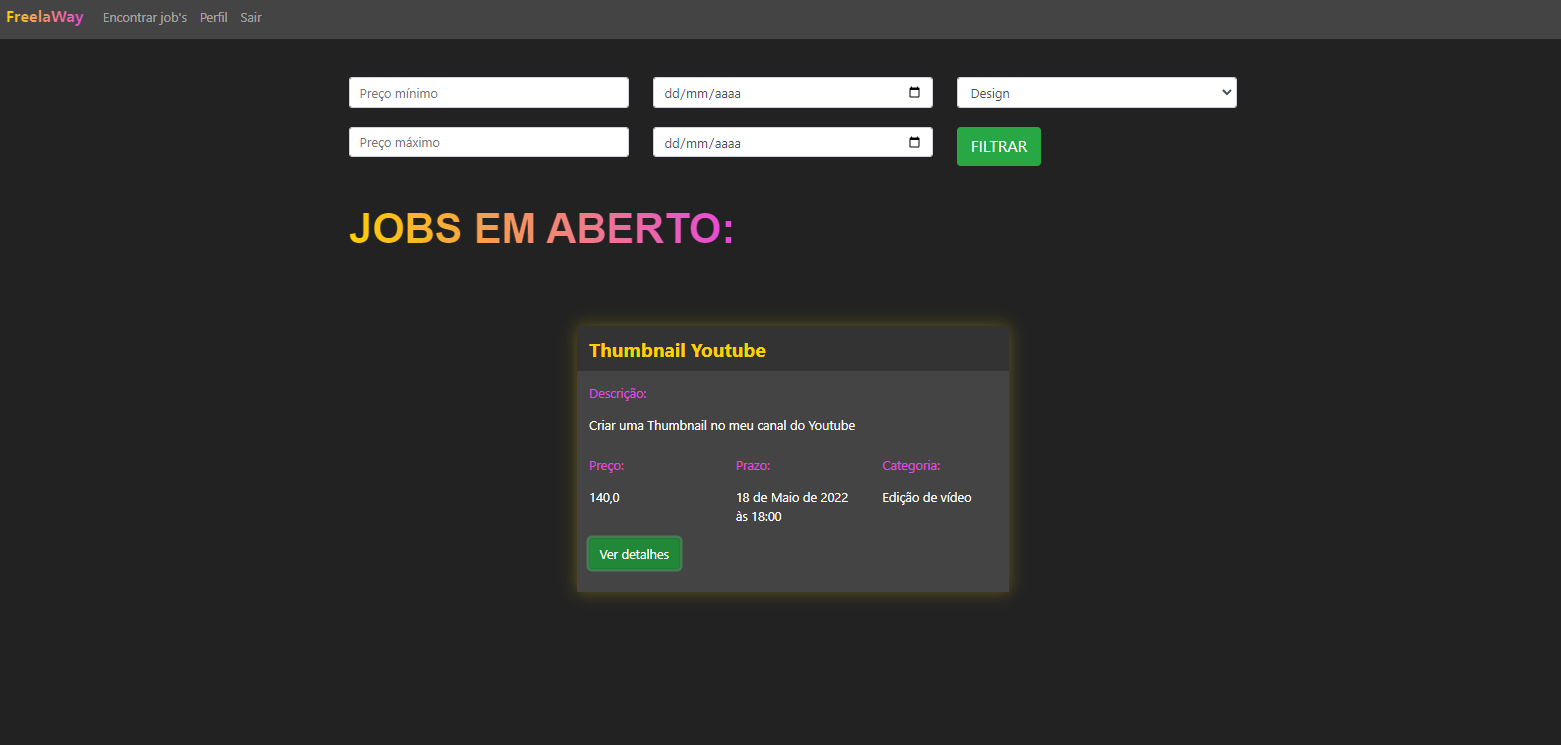 FreelaWay Encontrar job's Perfil Sair
Preço mínimo dd/mm/aaaa Design
Preço máximo dd/mm/aaaa FILTRAR
JOBS EM ABERTO:
Thumbnail Youtube
Descrição:
Criar uma Thumbnail no meu canal do Youtube
Preço: Prazo: Categoria:
140,0 18 de Maio de 2022 Edição de vídeo
às 18:00
Ver detalhes